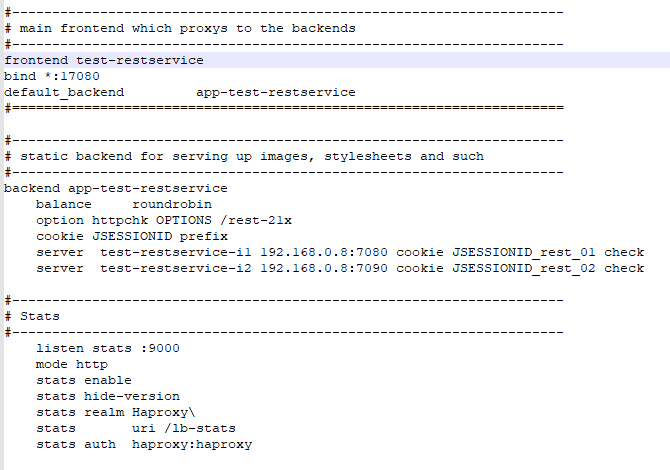 #---------------------------------------------------------------------
# main frontend which proxys to the backends
#---------------------------------------------------------------------
frontend test-restservice
bind *:17080
default_backend         app-test-restservice
#=====================================================================

#---------------------------------------------------------------------
# static backend for serving up images, stylesheets and such
#---------------------------------------------------------------------
backend app-test-restservice
    balance     roundrobin
    option httpchk OPTIONS /rest-21x
    cookie JSESSIONID prefix
    server  test-restservice-i1 192.168.0.8:7080 cookie JSESSIONID_rest_01 check
    server  test-restservice-i2 192.168.0.8:7090 cookie JSESSIONID_rest_02 check

#---------------------------------------------------------------------
# Stats
#---------------------------------------------------------------------
    listen stats :9000
    mode http
    stats enable
    stats hide-version
    stats realm Haproxy\
    stats       uri /lb-stats
    stats auth  haproxy:haproxy